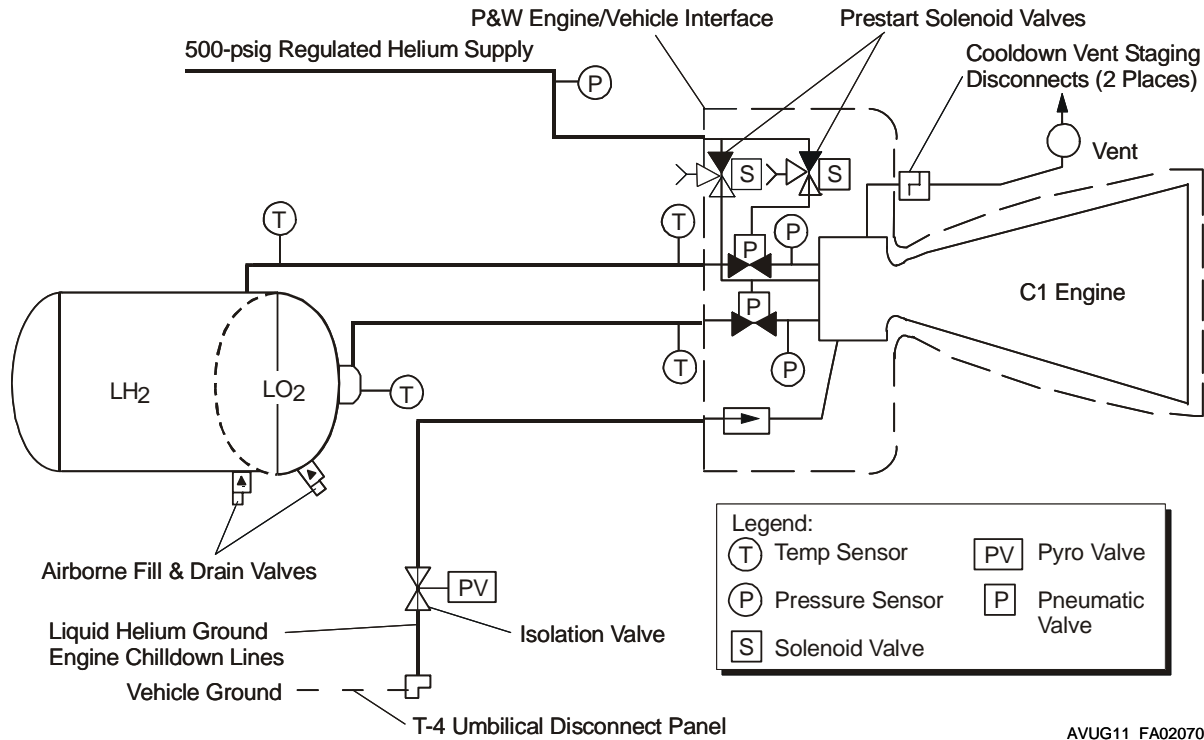 P&W Engine/Vehicle Interface
Prestart Solenoid Valves
500-psig Regulated Helium Supply
Cooldown Vent Staging
Disconnects (2 Places)
P
Vent
S
S
T
T
P
P
C1 Engine
P
P
T
T
LH2
LO2
Airborne Fill & Drain Valves
PV
Isolation Valve
Liquid Helium Ground
Engine Chilldown Lines
Vehicle Ground
T-4 Umbilical Disconnect Panel
Legend:
T Temp Sensor
PV Pyro Valve
P Pressure Sensor
P Pneumatic
Valve
S Solenoid Valve
AVUG11_FA02070